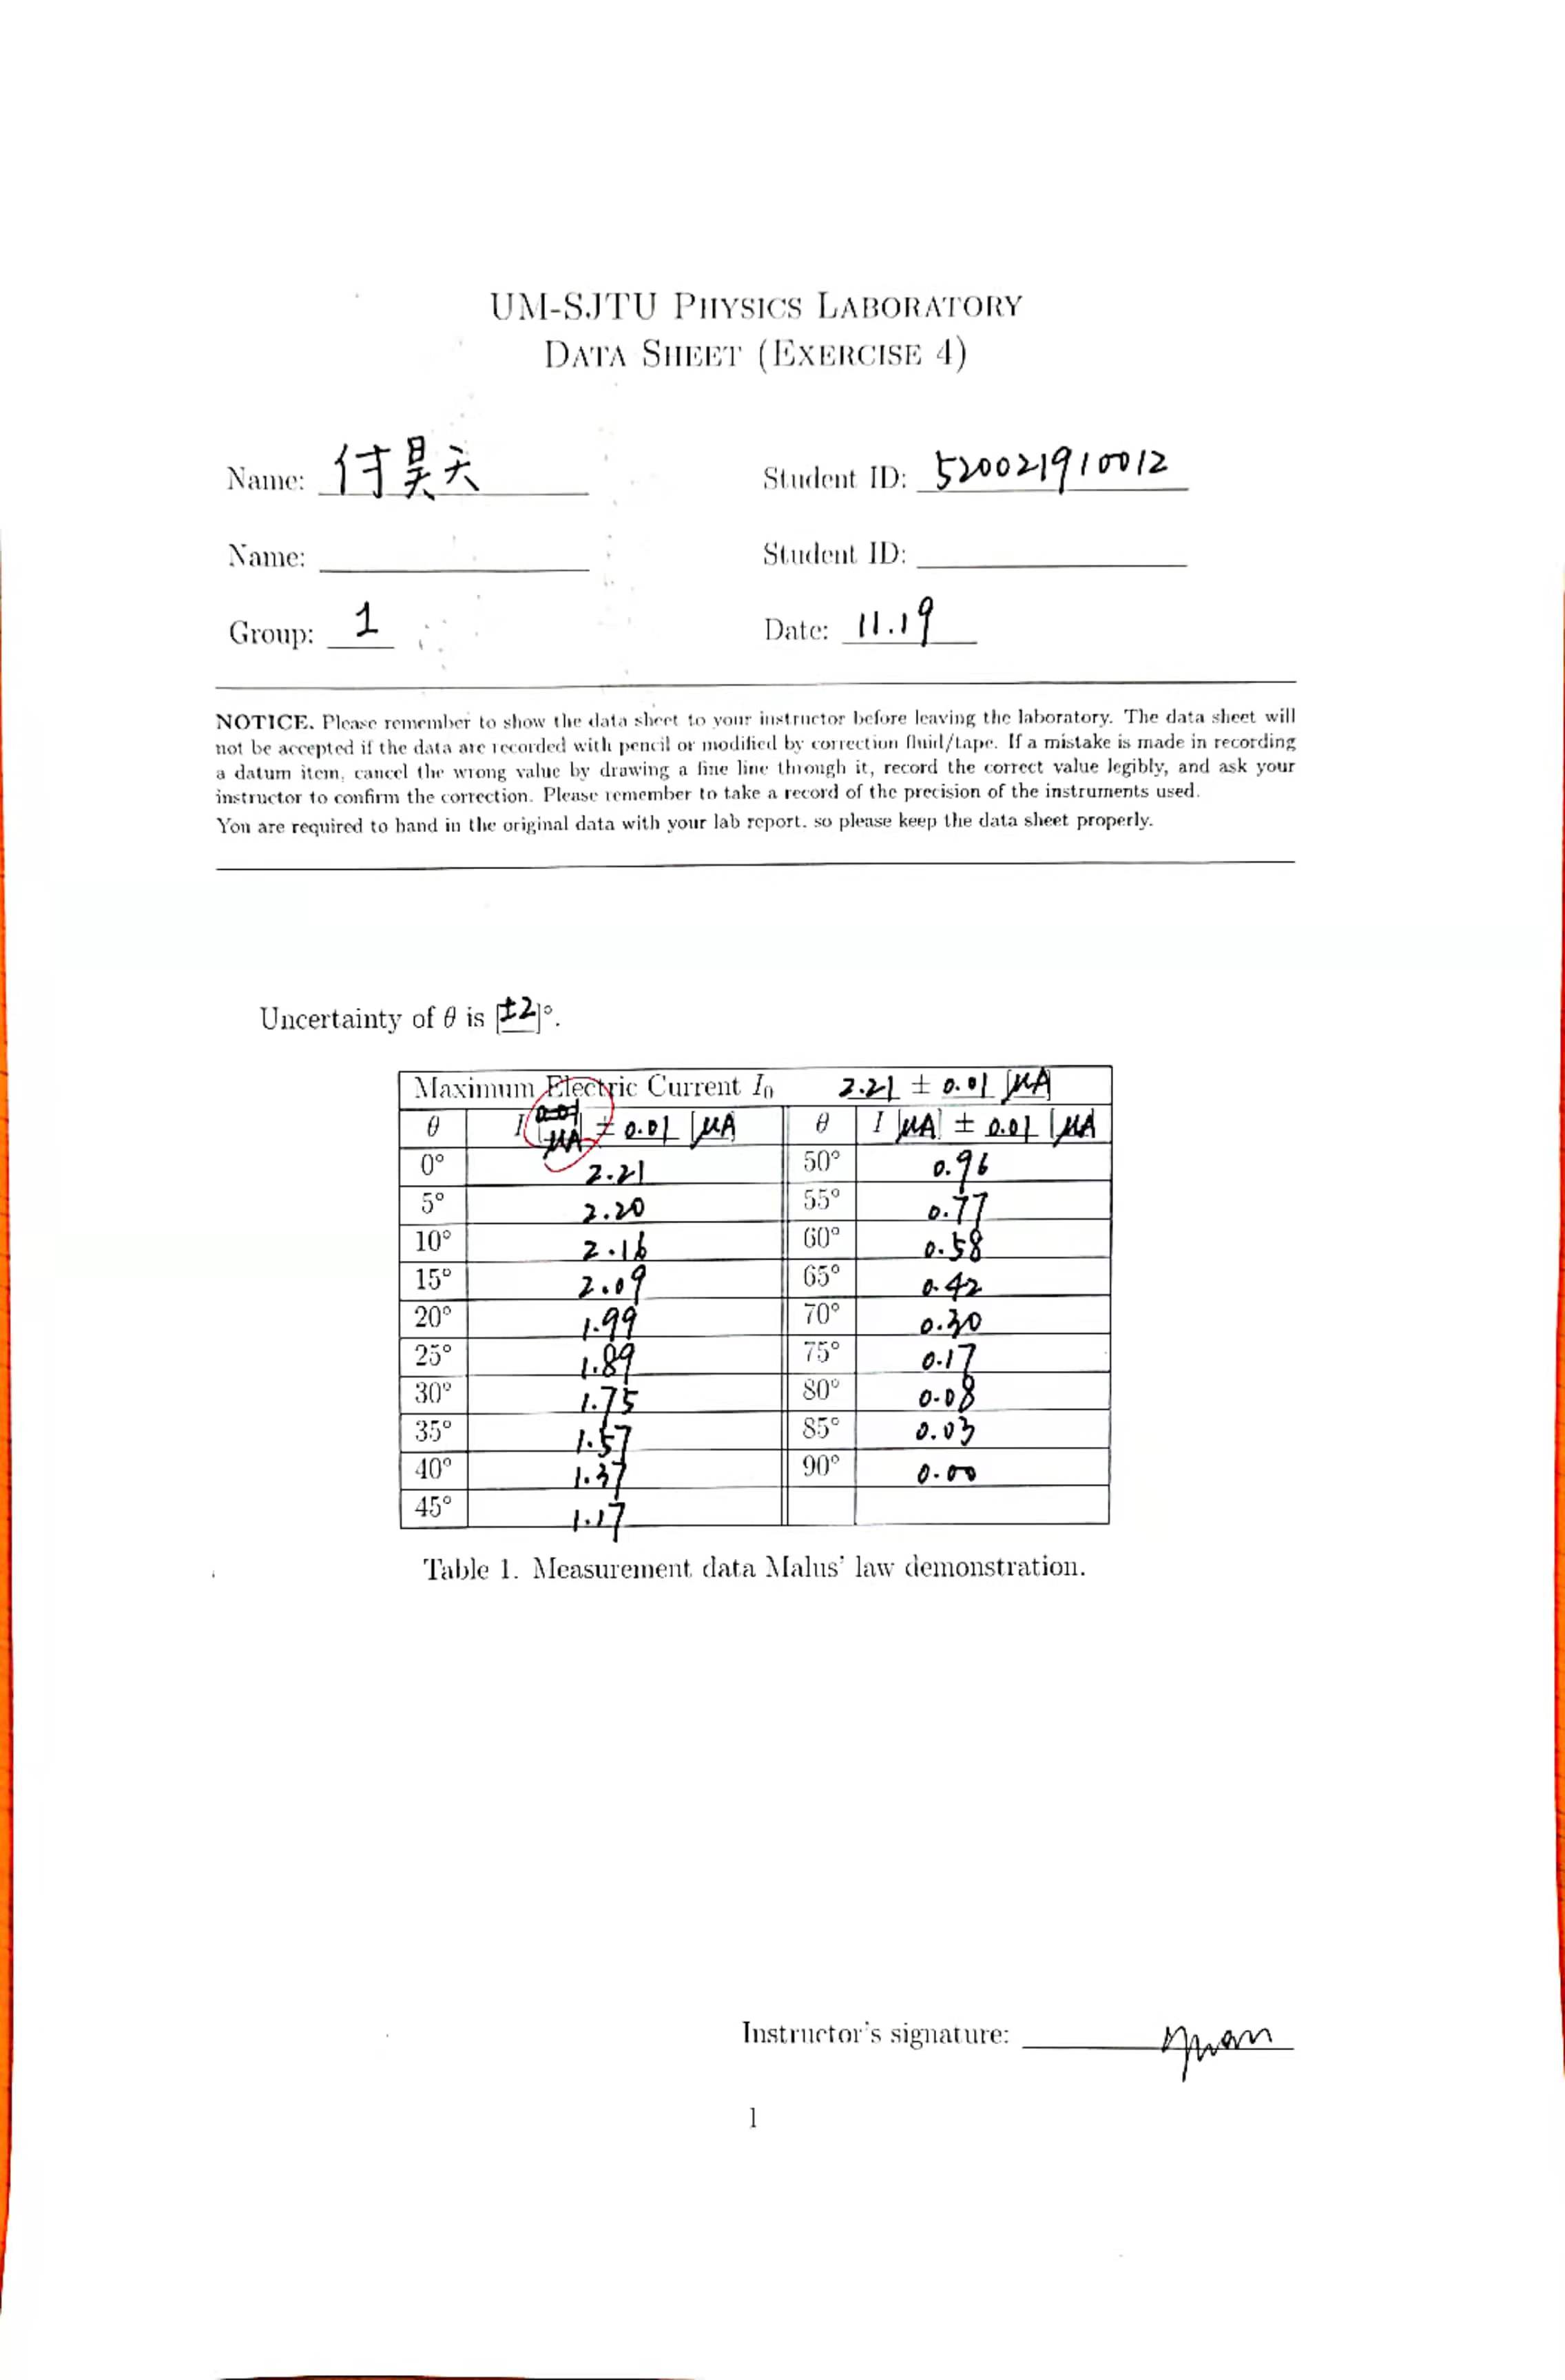 UM-SJTU Physics Laboratory
Data Sheet (Exercise 4)
Name: 付昊天 Student ID: 520021910012
Name: Student ID:
Group: 1 Date: 11.19
NOTICE. Please remember to show the data sheet to your instructor before leaving the laboratory. The data sheet will
not be accepted if the data are recorded with pencil or modified by correction fluid/tape. If a mistake is made in recording
a datum item, cancel the wrong value by drawing a fine line through it, record the correct value legibly, and ask your
instructor to confirm the correction. Please remember to take a record of the precision of the instruments used.
You are required to hand in the original data with your lab report. so please keep the data sheet properly.
Uncertainty of θ is [±2]°.
Maximum Electric Current I₀ 2.21 ± 0.01 [μA]
θ I [μA] ± 0.01 [μA] θ I [μA] ± 0.01 [μA]
0° 2.21 50° 0.96
5° 2.20 55° 0.77
10° 2.16 60° 0.58
15° 2.09 65° 0.42
20° 1.99 70° 0.30
25° 1.89 75° 0.17
30° 1.75 80° 0.08
35° 1.57 85° 0.03
40° 1.37 90° 0.00
45° 1.17
Table 1. Measurement data Malus' law demonstration.
Instructor's signature:
1